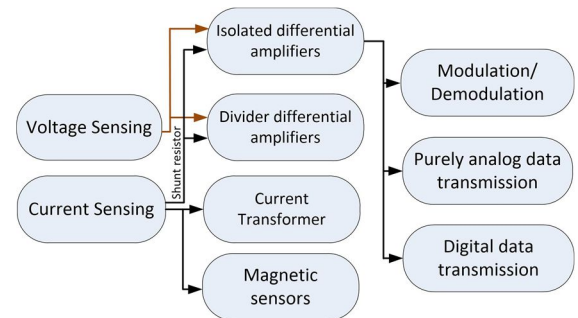 Isolated differential
amplifiers
Modulation/
Demodulation
Voltage Sensing
Divider differential
amplifiers
Shunt resistor
Purely analog data
transmission
Current Sensing
Current
Transformer
Digital data
transmission
Magnetic
sensors